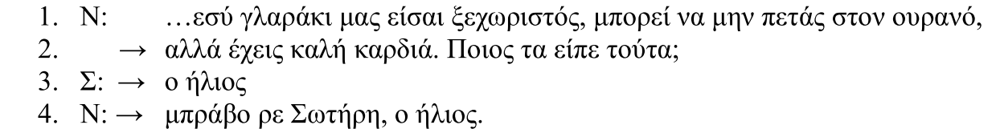 1. Ν: …εσύ γλαράκι μας είσαι ξεχωριστός, μπορεί να μην πετάς στον ουρανό,
2. → αλλά έχεις καλή καρδιά. Ποιος τα είπε τούτα;
3. Σ: → ο ήλιος
4. Ν: → μπράβο ρε Σωτήρη, ο ήλιος.